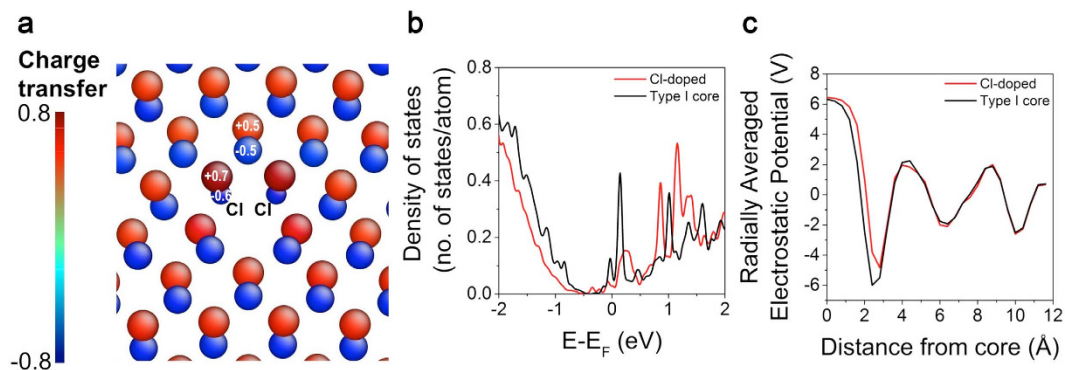 a
Charge
transfer
0.8
-0.8
+0.5
-0.5
+0.7
-0.6
Cl Cl
b
Density of states
(no. of states/atom)
0.8
0.6
0.4
0.2
0.0
-2 -1 0 1 2
E-E_F (eV)
Cl-doped
Type I core
c
Radially Averaged
Electrostatic Potential (V)
8
6
4
2
0
-2
-4
-6
0 2 4 6 8 10 12
Distance from core (Å)
Cl-doped
Type I core